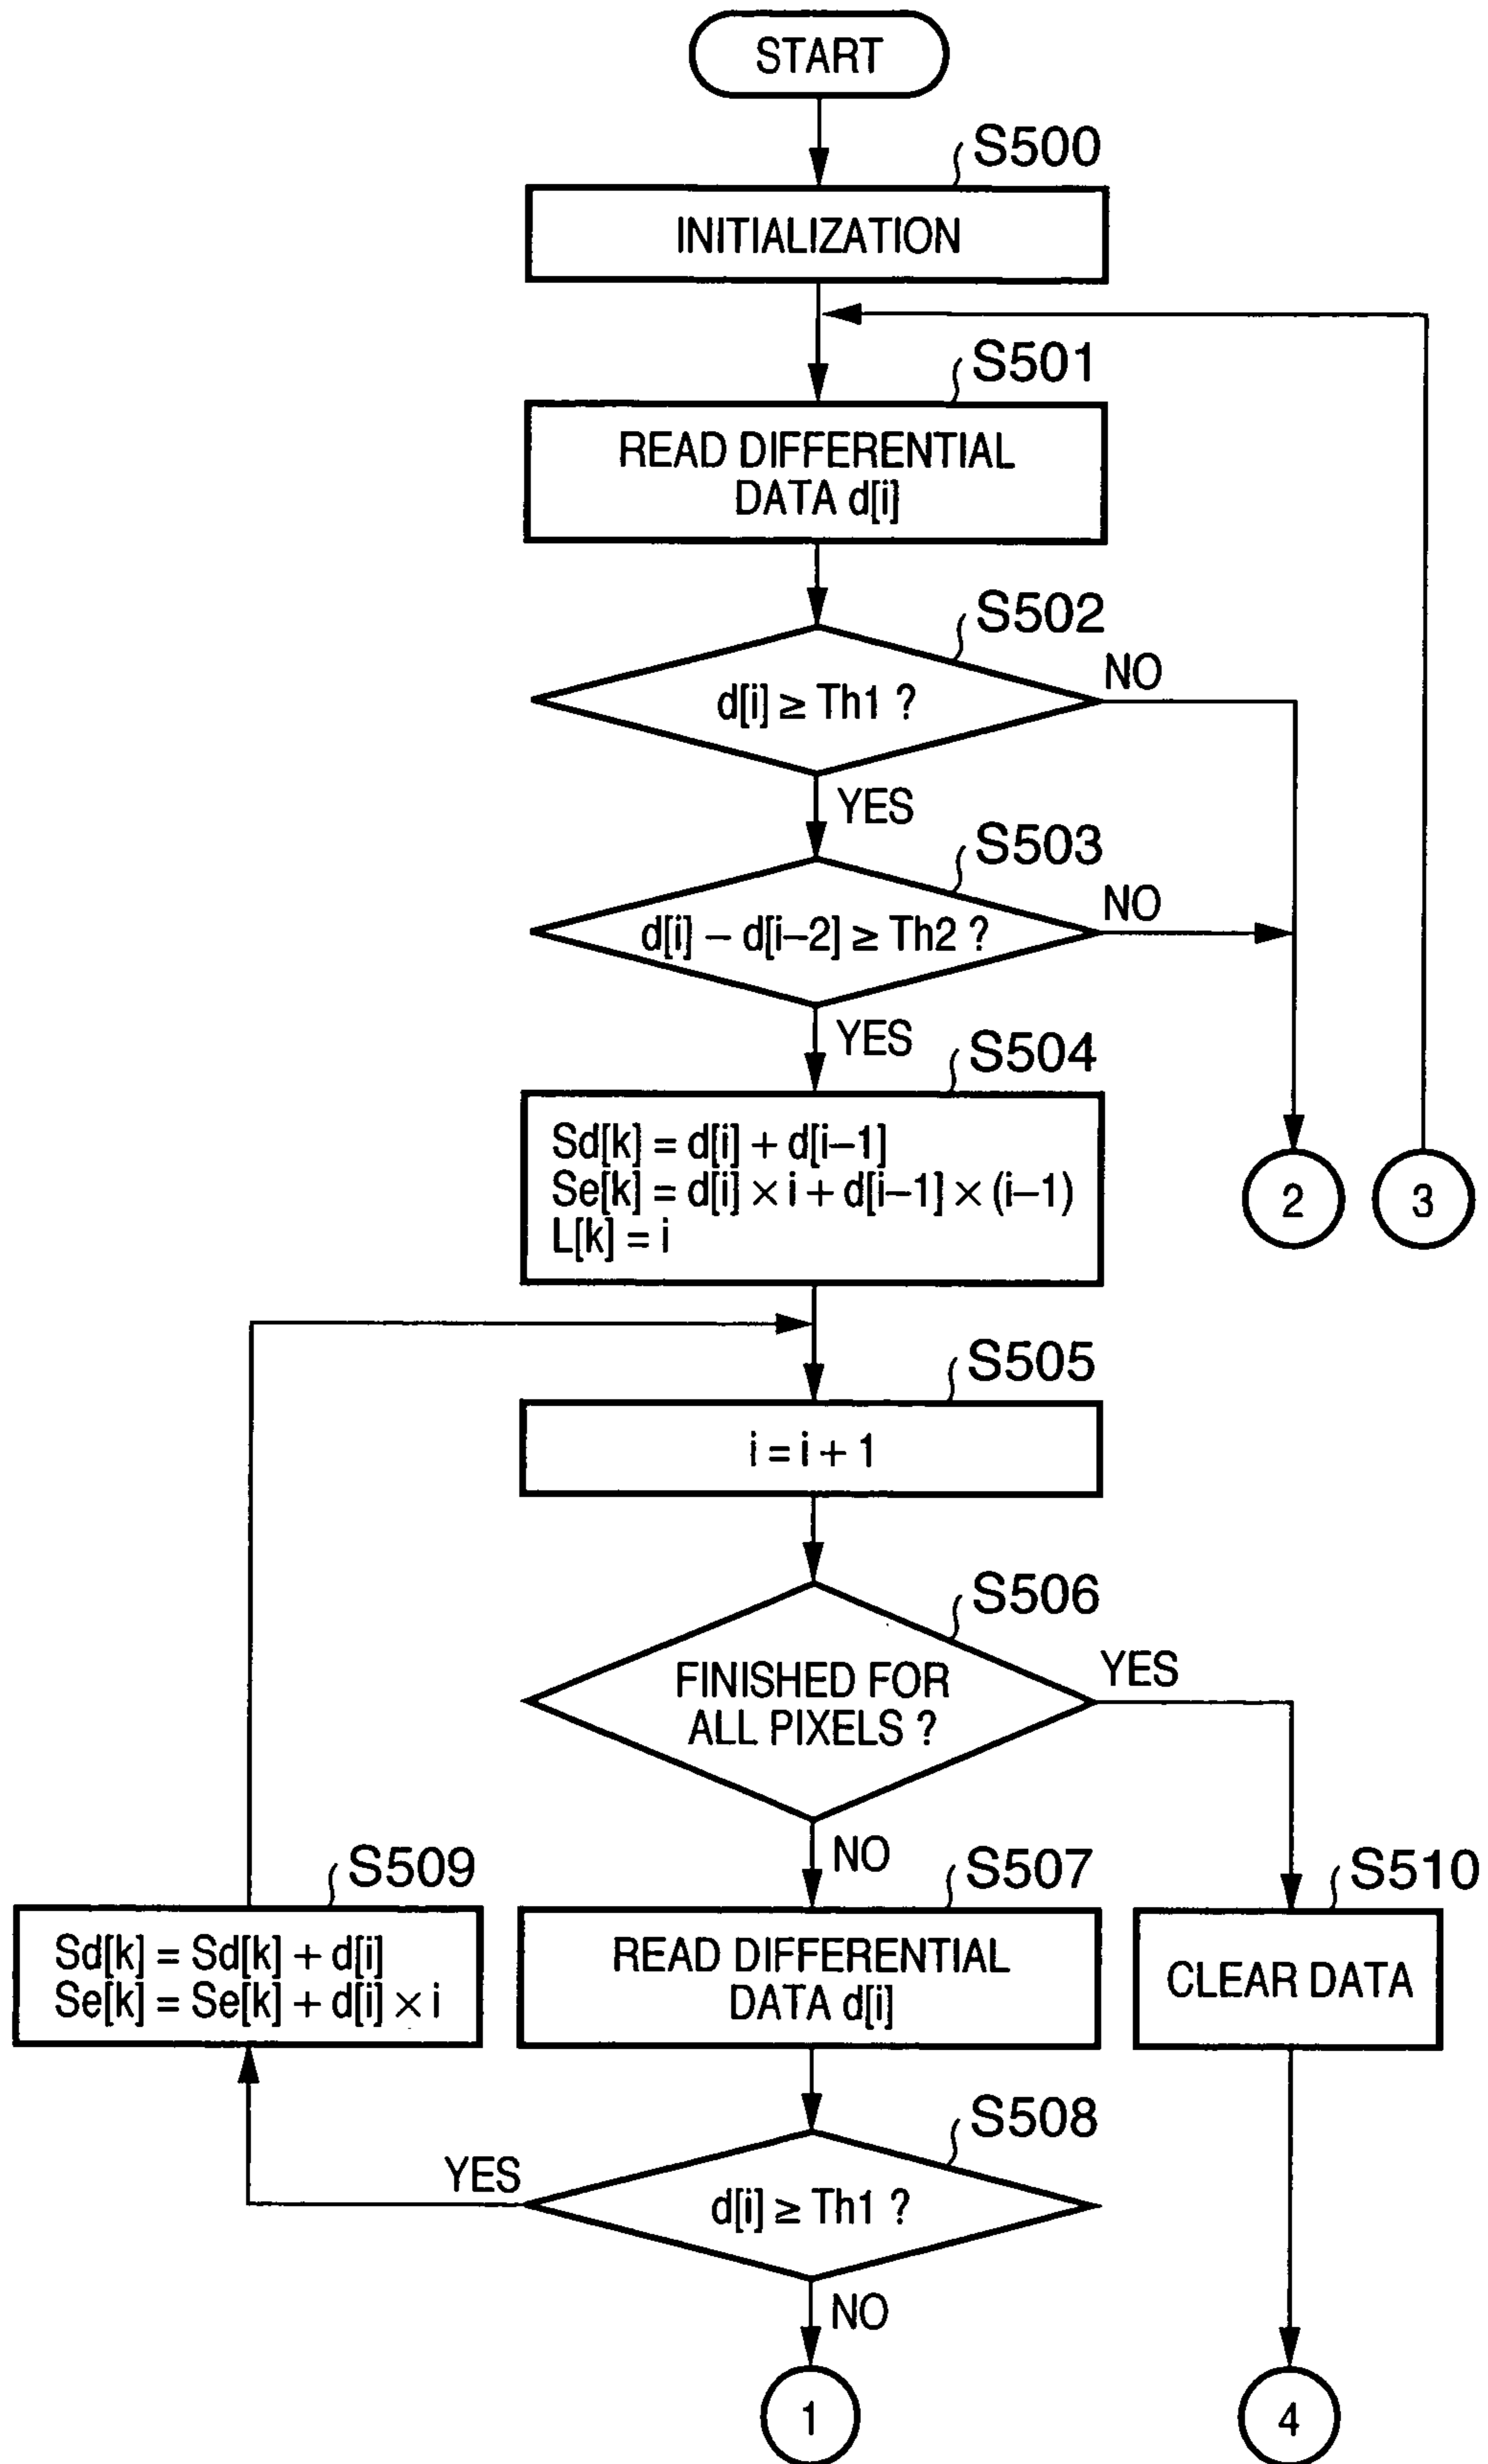 START
S500
INITIALIZATION
S501
READ DIFFERENTIAL
DATA d[i]
S502
d[i] ≥ Th1 ?
NO
YES
S503
d[i] – d[i–2] ≥ Th2 ?
NO
YES
S504
Sd[k] = d[i] + d[i–1]
Se[k] = d[i] × i + d[i–1] × (i–1)
L[k] = i
2
3
S505
i = i + 1
S506
FINISHED FOR
ALL PIXELS ?
YES
NO
S509
Sd[k] = Sd[k] + d[i]
Se[k] = Se[k] + d[i] × i
S507
READ DIFFERENTIAL
DATA d[i]
S510
CLEAR DATA
S508
d[i] ≥ Th1 ?
YES
NO
1
4